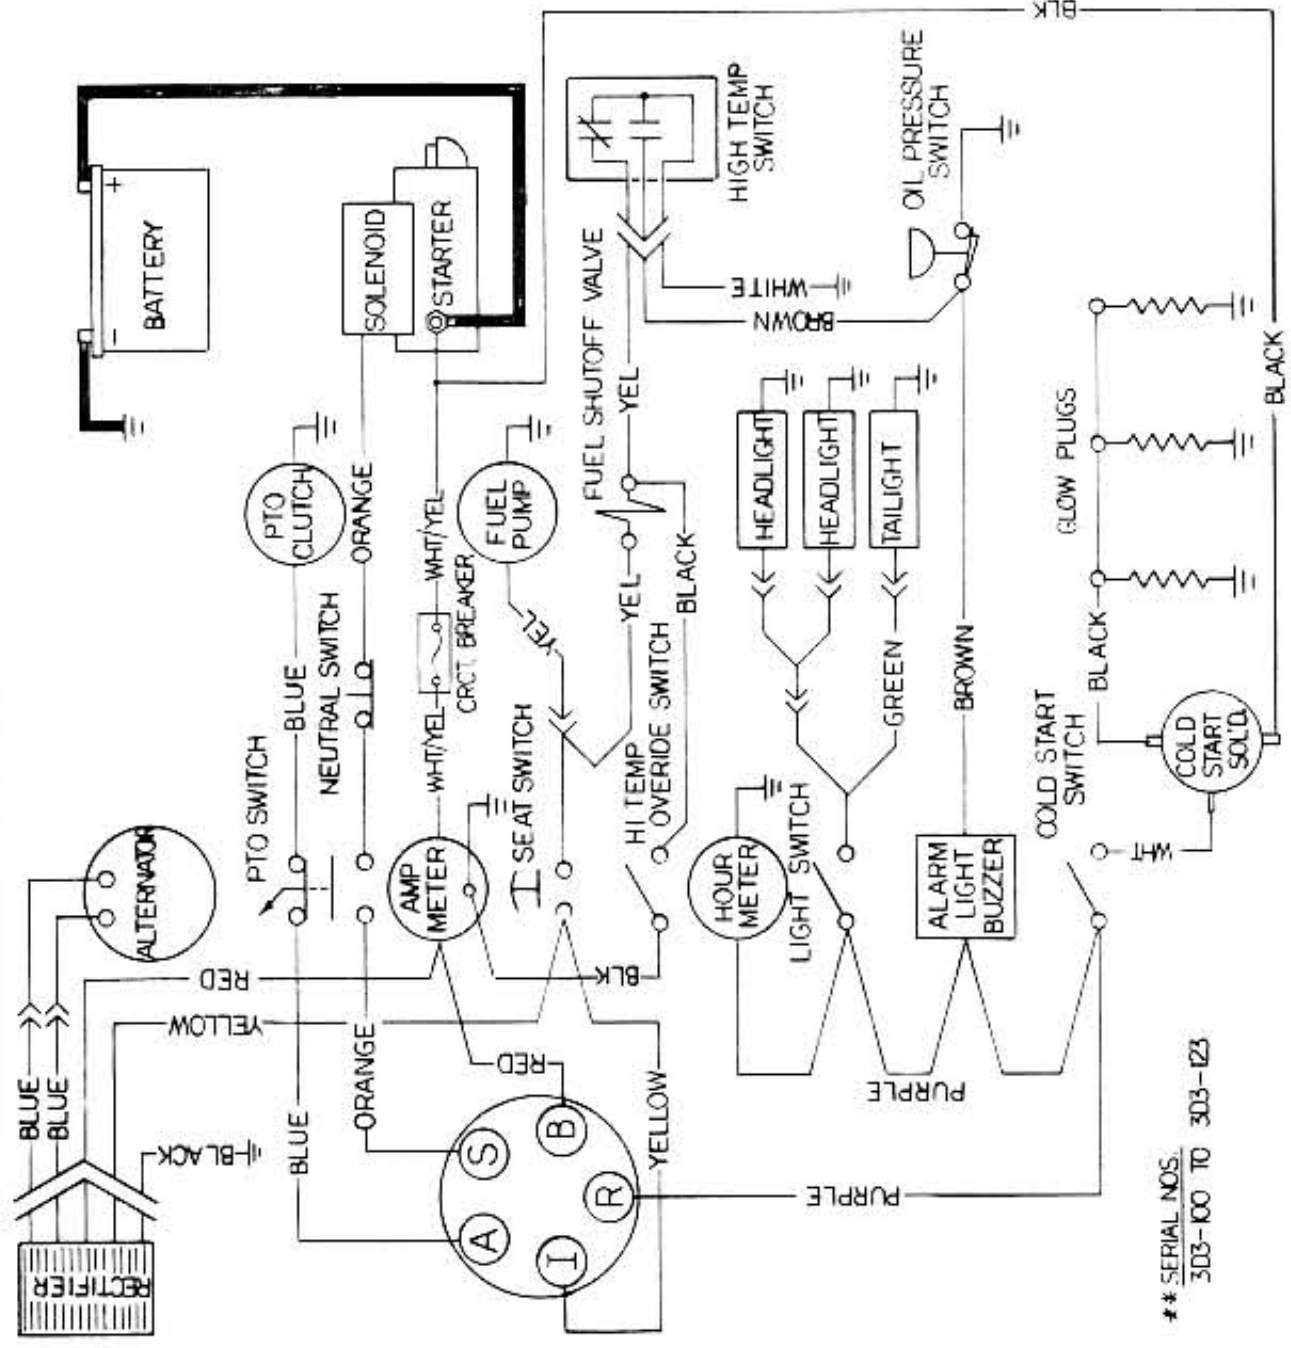 BLK
BATTERY
+
-
SOLENOID
STARTER
HIGH TEMP
SWITCH
OIL PRESSURE
SWITCH
FUEL SHUTOFF VALVE
WHITE
BROWN
YEL
PTO
CLUTCH
ORANGE
WHT/YEL
FUEL
PUMP
HEADLIGHT
HEADLIGHT
TAILIGHT
GLOW PLUGS
BLACK
BLUE
NEUTRAL SWITCH
CRCT. BREAKER
YEL
YEL
BLACK
GREEN
BROWN
BLACK
PTO SWITCH
WHT/YEL
SEAT SWITCH
HI TEMP
OVERIDE SWITCH
COLD START
SWITCH
COLD
START
SOL'D.
ALTERNATOR
AMP
METER
HOUR
METER
LIGHT SWITCH
ALARM
LIGHT
BUZZER
WHT
RED
YELLOW
BLK
BLUE
BLUE
ORANGE
RED
PURPLE
BLACK
BLUE
YELLOW
S
B
A
I
R
PURPLE
RECTIFIER
** SERIAL NOS.
3D3-100 TO 3D3-123